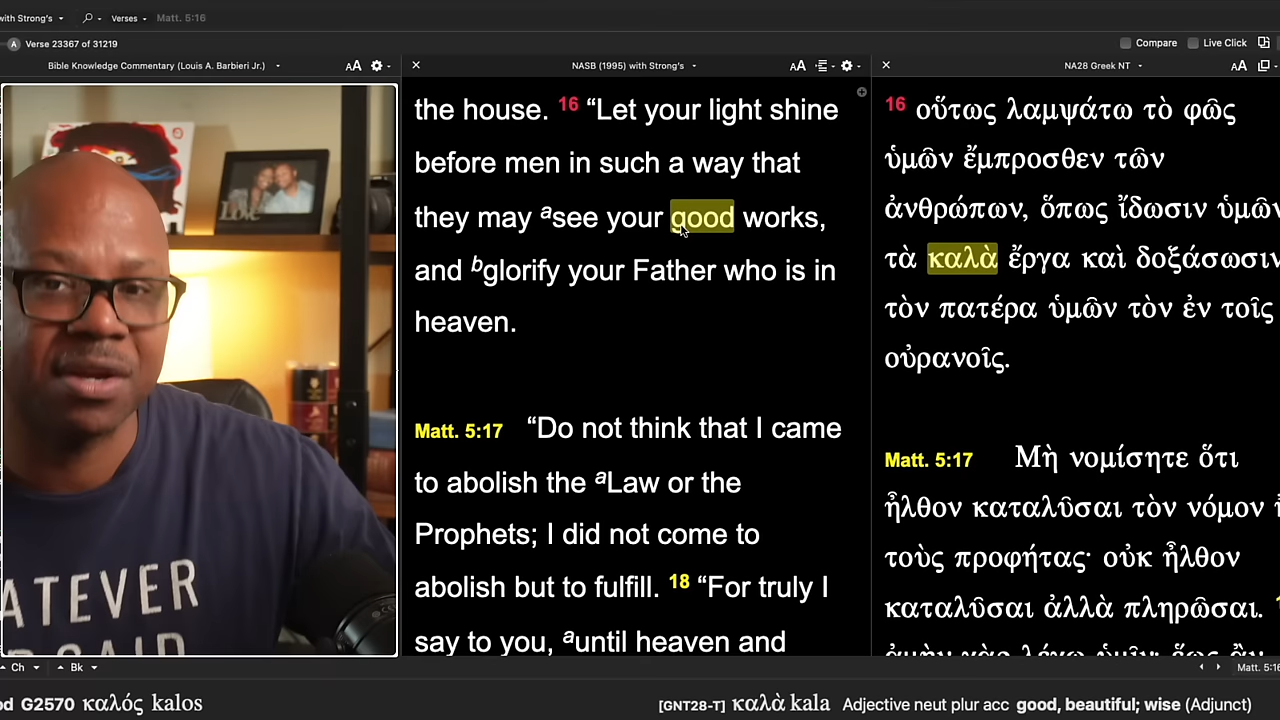 with Strong's
Verses
Matt. 5:16
A
Verse 23367 of 31219
Compare
Live Click
Bible Knowledge Commentary (Louis A. Barbieri Jr.)
AA
LOVE
ATEVER
Ch
Bk
NASB (1995) with Strong's
AA
the house. 16 “Let your light shine
before men in such a way that
they may asee your good works,
and bglorify your Father who is in
heaven.
Matt. 5:17 “Do not think that I came
to abolish the aLaw or the
Prophets; I did not come to
abolish but to fulfill. 18 “For truly I
say to you, auntil heaven and
NA28 Greek NT
AA
16 οὕτως λαμψάτω τὸ φῶς
ὑμῶν ἔμπροσθεν τῶν
ἀνθρώπων, ὅπως ἴδωσιν ὑμῶν
τὰ καλὰ ἔργα καὶ δοξάσωσιν
τὸν πατέρα ὑμῶν τὸν ἐν τοῖς
οὐρανοῖς.
Matt. 5:17 Μὴ νομίσητε ὅτι
ἦλθον καταλῦσαι τὸν νόμον
τοὺς προφήτας· οὐκ ἦλθον
καταλῦσαι ἀλλὰ πληρῶσαι.
Matt. 5:16
od G2570 καλός kalos
[GNT28-T] καλὰ kala Adjective neut plur acc good, beautiful; wise (Adjunct)